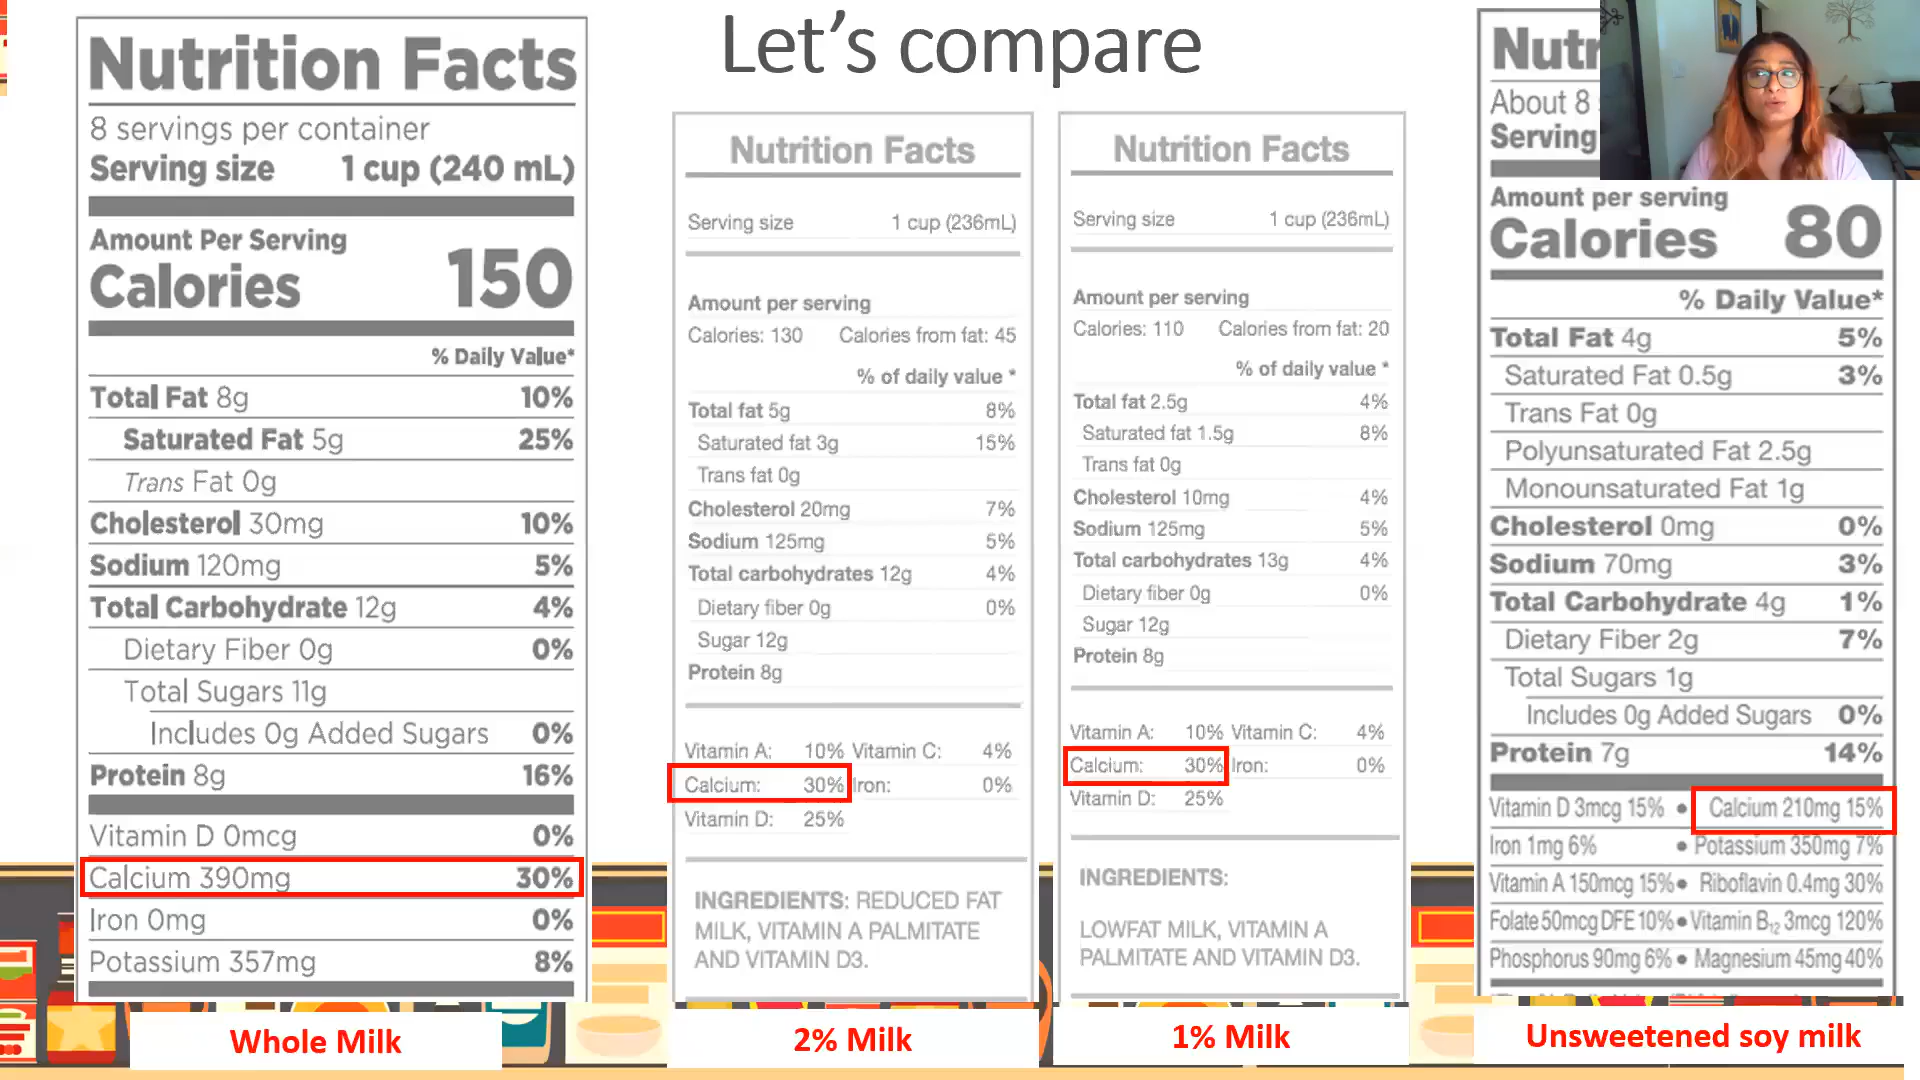 Let's compare
Nutrition Facts
8 servings per container
Serving size 1 cup (240 mL)
Amount Per Serving
Calories 150
% Daily Value*
Total Fat 8g 10%
Saturated Fat 5g 25%
Trans Fat 0g
Cholesterol 30mg 10%
Sodium 120mg 5%
Total Carbohydrate 12g 4%
Dietary Fiber 0g 0%
Total Sugars 11g
Includes 0g Added Sugars 0%
Protein 8g 16%
Vitamin D 0mcg 0%
Calcium 390mg 30%
Iron 0mg 0%
Potassium 357mg 8%
Whole Milk
Nutrition Facts
Serving size 1 cup (236mL)
Amount per serving
Calories: 130 Calories from fat: 45
% of daily value *
Total fat 5g 8%
Saturated fat 3g 15%
Trans fat 0g
Cholesterol 20mg 7%
Sodium 125mg 5%
Total carbohydrates 12g 4%
Dietary fiber 0g 0%
Sugar 12g
Protein 8g
Vitamin A: 10% Vitamin C: 4%
Calcium: 30% Iron: 0%
Vitamin D: 25%
INGREDIENTS: REDUCED FAT
MILK, VITAMIN A PALMITATE
AND VITAMIN D3.
2% Milk
Nutrition Facts
Serving size 1 cup (236mL)
Amount per serving
Calories: 110 Calories from fat: 20
% of daily value *
Total fat 2.5g 4%
Saturated fat 1.5g 8%
Trans fat 0g
Cholesterol 10mg 4%
Sodium 125mg 5%
Total carbohydrates 13g 4%
Dietary fiber 0g 0%
Sugar 12g
Protein 8g
Vitamin A: 10% Vitamin C: 4%
Calcium: 30% Iron: 0%
Vitamin D: 25%
INGREDIENTS:
LOWFAT MILK, VITAMIN A
PALMITATE AND VITAMIN D3.
1% Milk
Nutr
About 8
Serving
Amount per serving
Calories 80
% Daily Value*
Total Fat 4g 5%
Saturated Fat 0.5g 3%
Trans Fat 0g
Polyunsaturated Fat 2.5g
Monounsaturated Fat 1g
Cholesterol 0mg 0%
Sodium 70mg 3%
Total Carbohydrate 4g 1%
Dietary Fiber 2g 7%
Total Sugars 1g
Includes 0g Added Sugars 0%
Protein 7g 14%
Vitamin D 3mcg 15% • Calcium 210mg 15%
Iron 1mg 6% • Potassium 350mg 7%
Vitamin A 150mcg 15% • Riboflavin 0.4mg 30%
Folate 50mcg DFE 10% • Vitamin B12 3mcg 120%
Phosphorus 90mg 6% • Magnesium 45mg 40%
Unsweetened soy milk